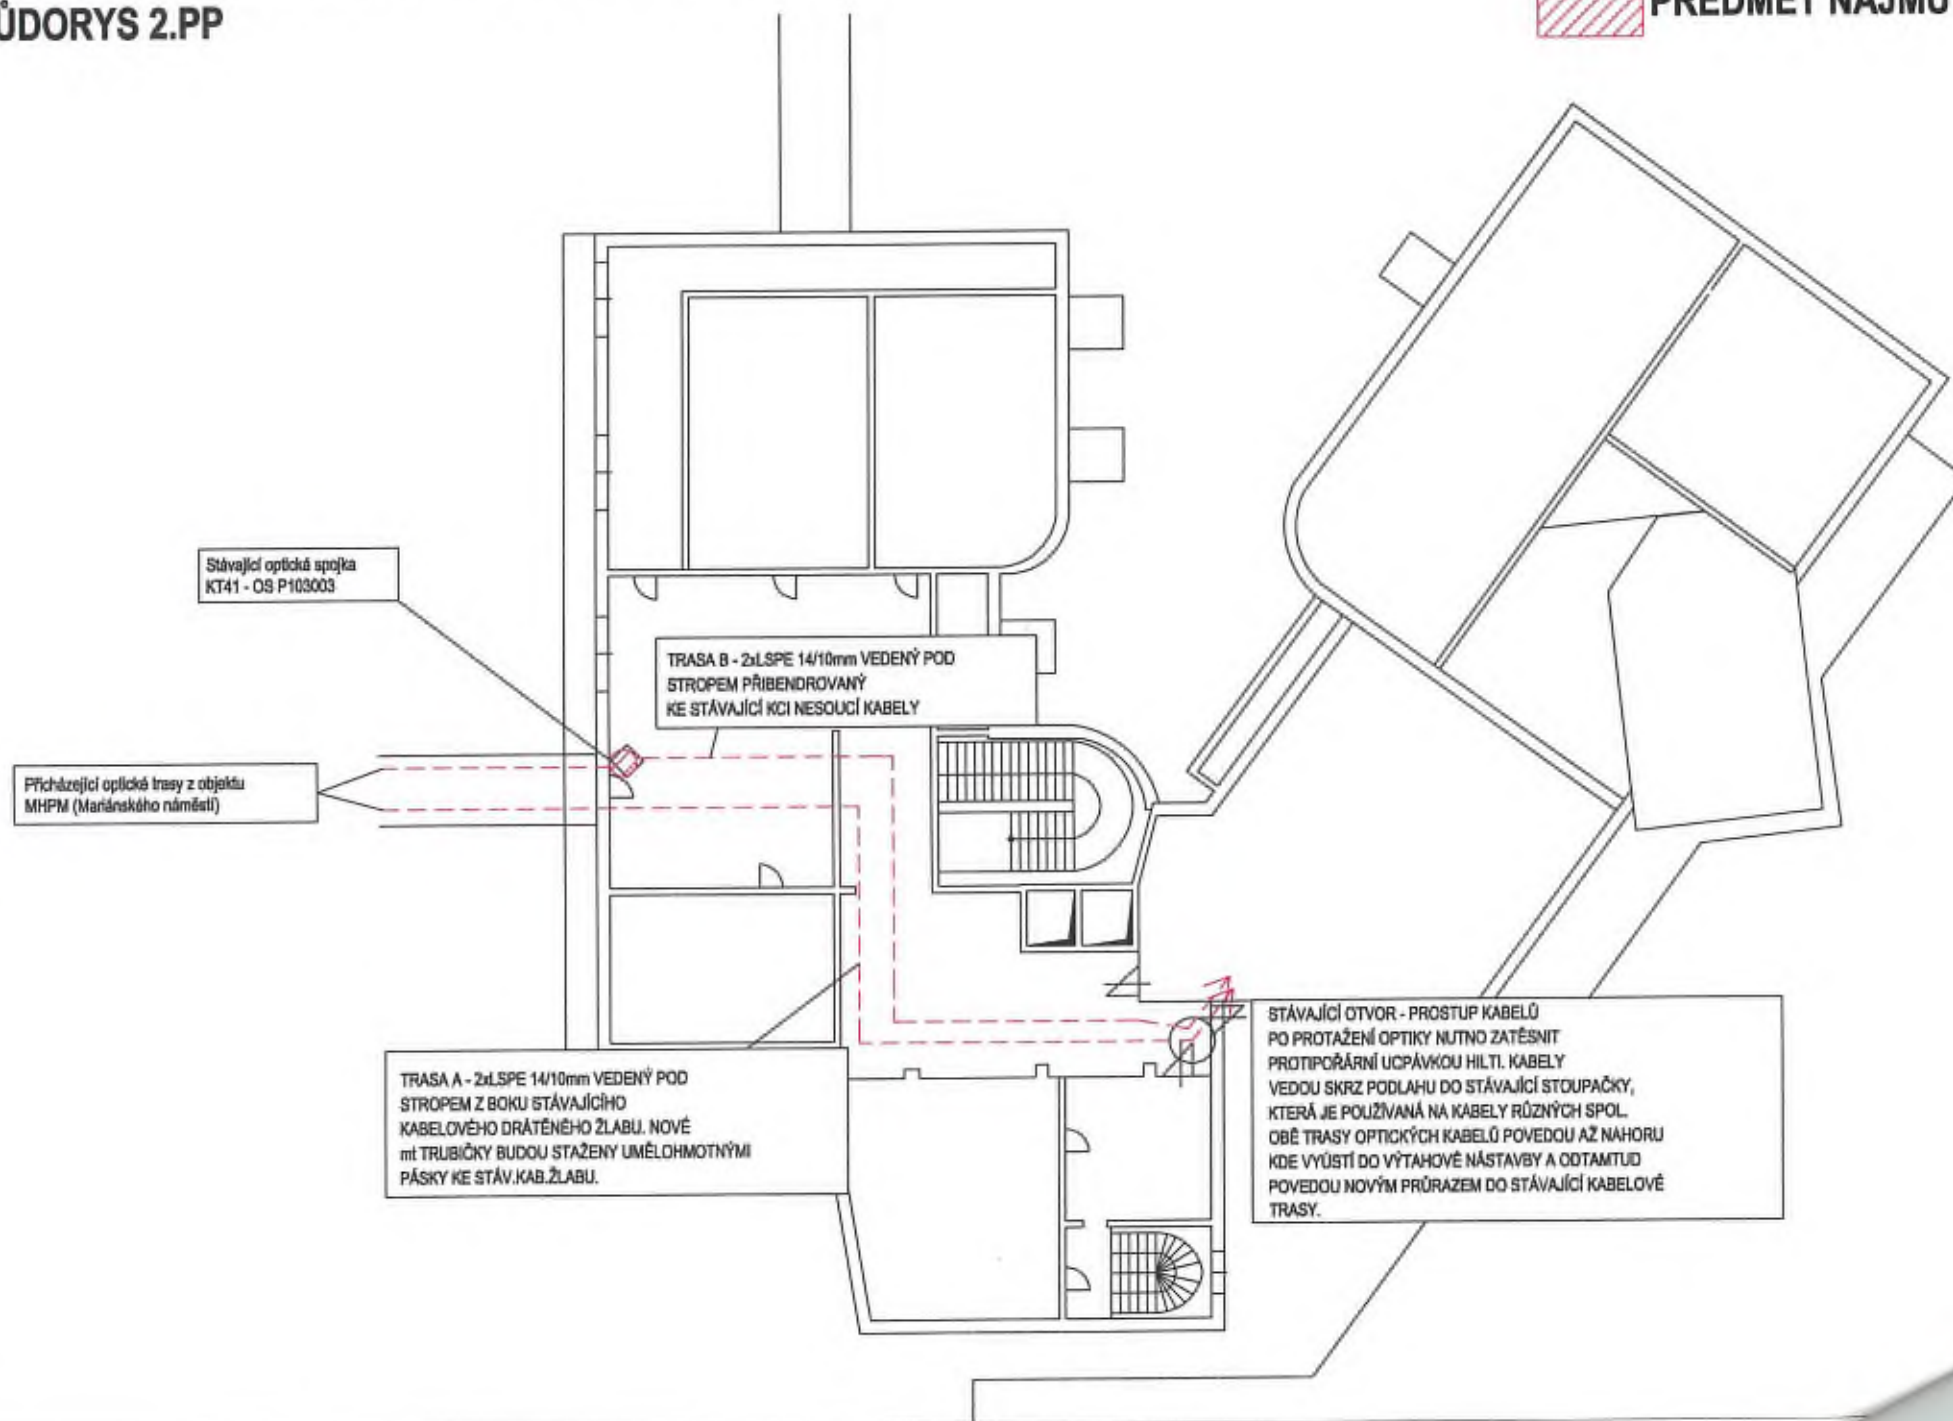 ŮDORYS 2.PP
PŘEDMĚT NÁJMU
Stávající optická spojka
KT41 - OS P103003
TRASA B - 2xLSPE 14/10mm VEDENÝ POD
STROPEM PŘIBENDROVANÝ
KE STÁVAJÍCÍ KCI NESOUCÍ KABELY
Přicházející optické trasy z objektu
MHPM (Mariánského náměstí)
TRASA A - 2xLSPE 14/10mm VEDENÝ POD
STROPEM Z BOKU STÁVAJÍCÍHO
KABELOVÉHO DRÁTĚNÉHO ŽLABU. NOVÉ
mt TRUBIČKY BUDOU STAŽENY UMĚLOHMOTNÝMI
PÁSKY KE STÁV.KAB.ŽLABU.
STÁVAJÍCÍ OTVOR - PROSTUP KABELŮ
PO PROTAŽENÍ OPTIKY NUTNO ZATĚSNIT
PROTIPOŘÁRNÍ UCPÁVKOU HILTI. KABELY
VEDOU SKRZ PODLAHU DO STÁVAJÍCÍ STOUPAČKY,
KTERÁ JE POUŽÍVANÁ NA KABELY RŮZNÝCH SPOL.
OBĚ TRASY OPTICKÝCH KABELŮ POVEDOU AŽ NAHORU
KDE VYÚSTÍ DO VÝTAHOVÉ NÁSTAVBY A ODTAMTUD
POVEDOU NOVÝM PRŮRAZEM DO STÁVAJÍCÍ KABELOVÉ
TRASY.